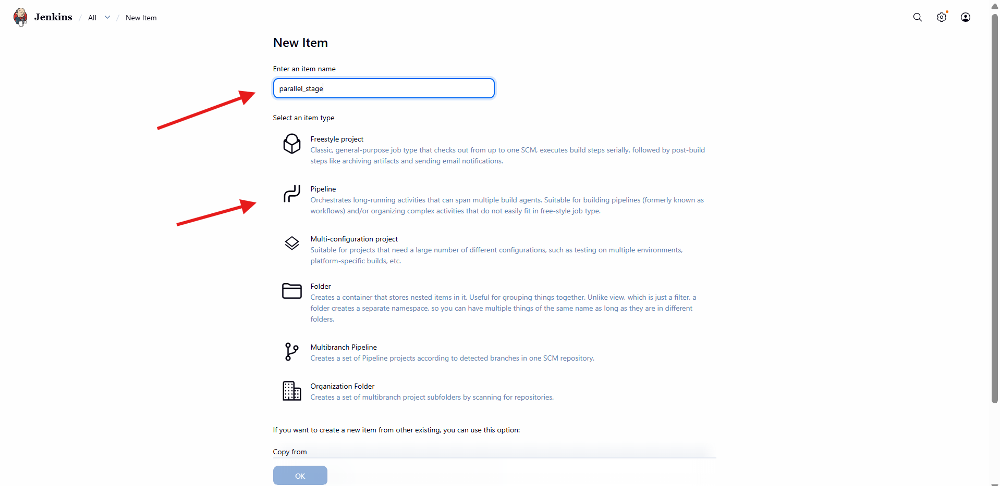 Jenkins / All / New Item
New Item
Enter an item name
parallel_stage
Select an item type
Freestyle project
Classic, general-purpose job type that checks out from up to one SCM, executes build steps serially, followed by post-build
steps like archiving artifacts and sending email notifications.
Pipeline
Orchestrates long-running activities that can span multiple build agents. Suitable for building pipelines (formerly known as
workflows) and/or organizing complex activities that do not easily fit in free-style job type.
Multi-configuration project
Suitable for projects that need a large number of different configurations, such as testing on multiple environments,
platform-specific builds, etc.
Folder
Creates a container that stores nested items in it. Useful for grouping things together. Unlike view, which is just a filter, a
folder creates a separate namespace, so you can have multiple things of the same name as long as they are in different
folders.
Multibranch Pipeline
Creates a set of Pipeline projects according to detected branches in one SCM repository.
Organization Folder
Creates a set of multibranch project subfolders by scanning for repositories.
If you want to create a new item from other existing, you can use this option:
Copy from
OK